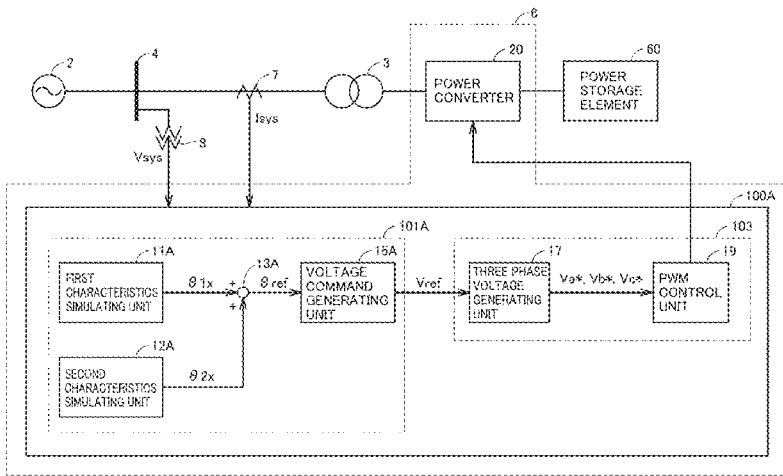 6
2
4
7
3
20
60
POWER
CONVERTER
POWER
STORAGE
ELEMENT
Isys
8
Vsys
100A
101A
103
11A
FIRST
CHARACTERISTICS
SIMULATING UNIT
θ 1x
+
13A
θ ref
15A
VOLTAGE
COMMAND
GENERATING
UNIT
Vref
17
THREE PHASE
VOLTAGE
GENERATING
UNIT
Va*, Vb*, Vc*
19
PWM
CONTROL
UNIT
+
12A
SECOND
CHARACTERISTICS
SIMULATING UNIT
θ 2x